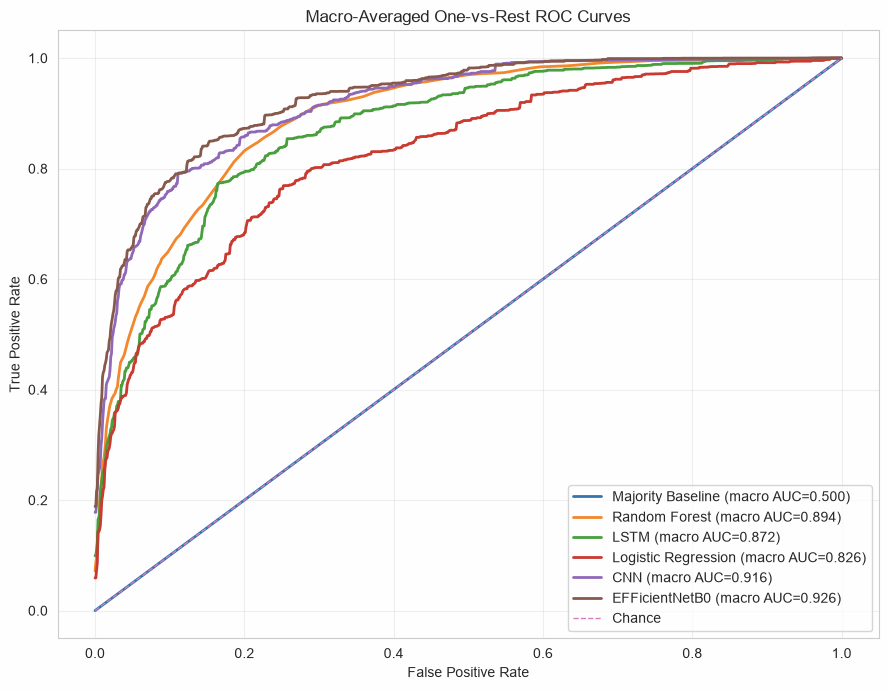 Macro-Averaged One-vs-Rest ROC Curves
True Positive Rate
1.0
0.8
0.6
0.4
0.2
0.0
Majority Baseline (macro AUC=0.500)
Random Forest (macro AUC=0.894)
LSTM (macro AUC=0.872)
Logistic Regression (macro AUC=0.826)
CNN (macro AUC=0.916)
EFFicientNetB0 (macro AUC=0.926)
Chance
0.0 0.2 0.4 0.6 0.8 1.0
False Positive Rate